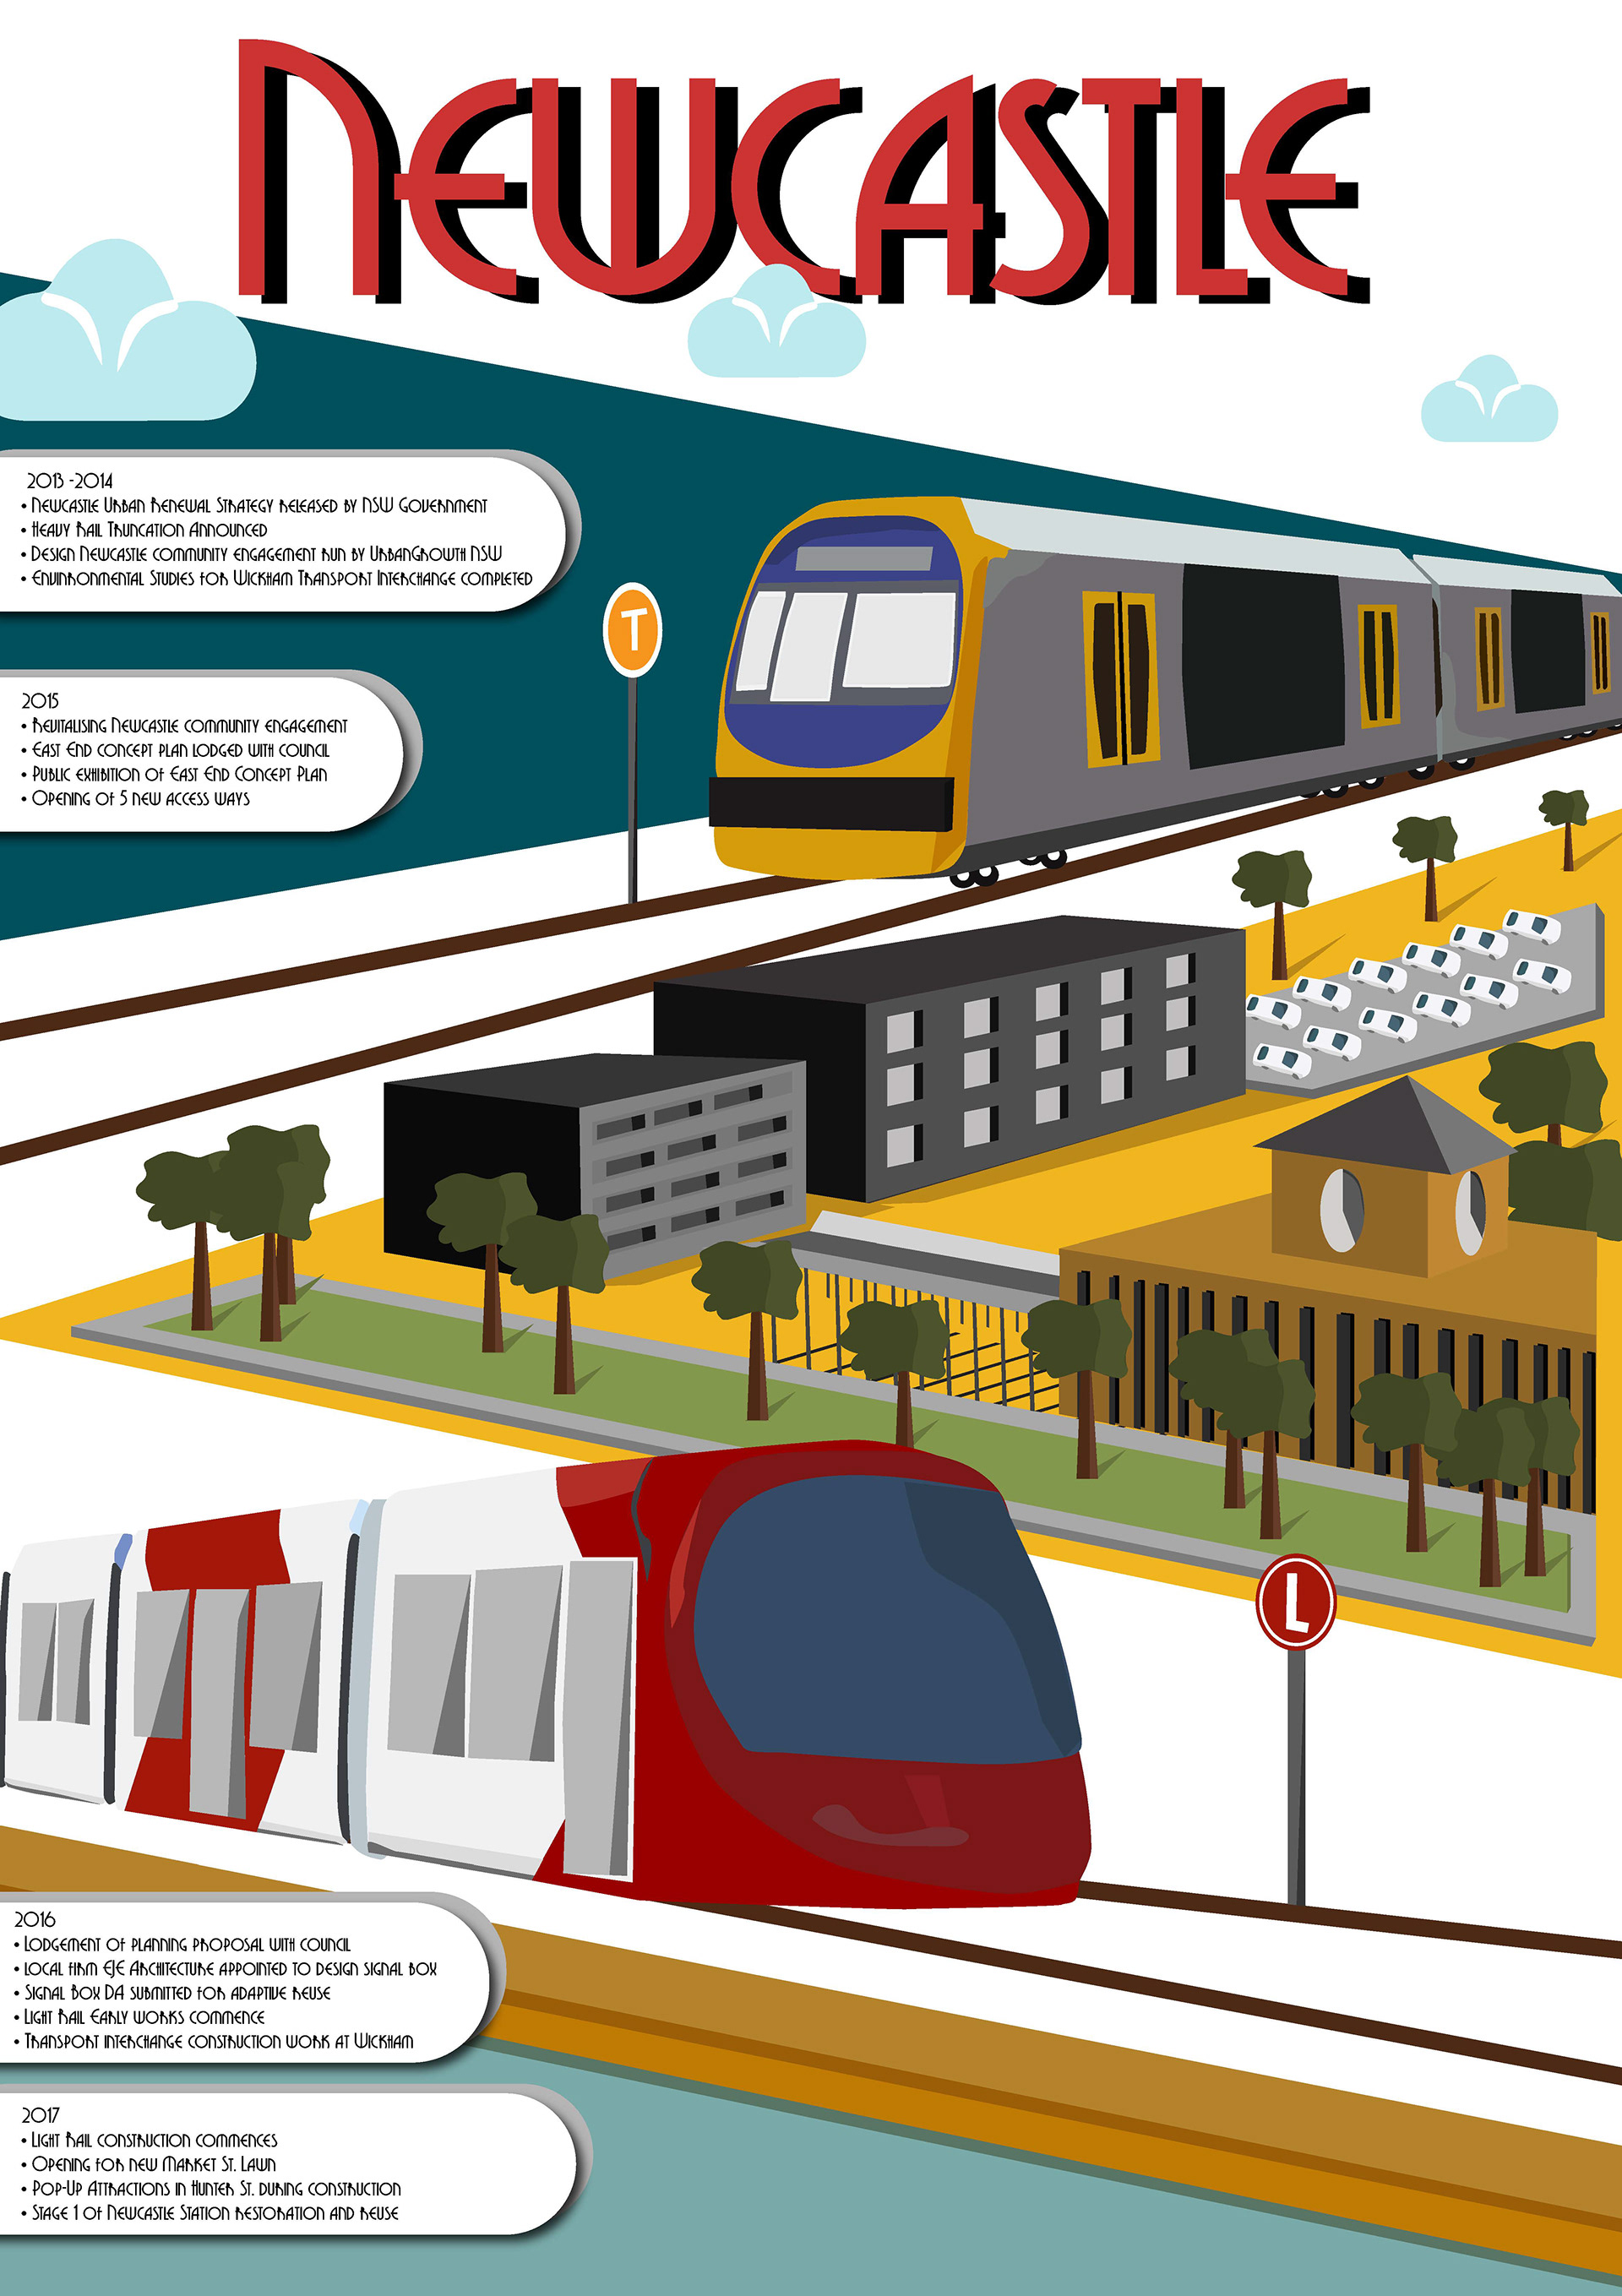 Newcastle
2013 -2014
• Newcastle Urban Renewal Strategy released by NSW Government
• Heavy Rail Truncation Announced
• Design Newcastle community engagement run by UrbanGrowth NSW
• Environmental Studies for Wickham Transport Interchange completed
T
2015
• Revitalising Newcastle community engagement
• East End concept plan lodged with council
• Public exhibition of East End Concept Plan
• Opening of 5 new access ways
L
2016
• Lodgement of planning proposal with council
• local firm EJE Architecture appointed to design signal box
• Signal Box DA submitted for adaptive reuse
• Light Rail Early works commence
• Transport interchange construction work at Wickham
2017
• Light Rail construction commences
• Opening for new Market St. Lawn
• Pop-Up Attractions in Hunter St. during construction
• Stage 1 of Newcastle Station restoration and reuse